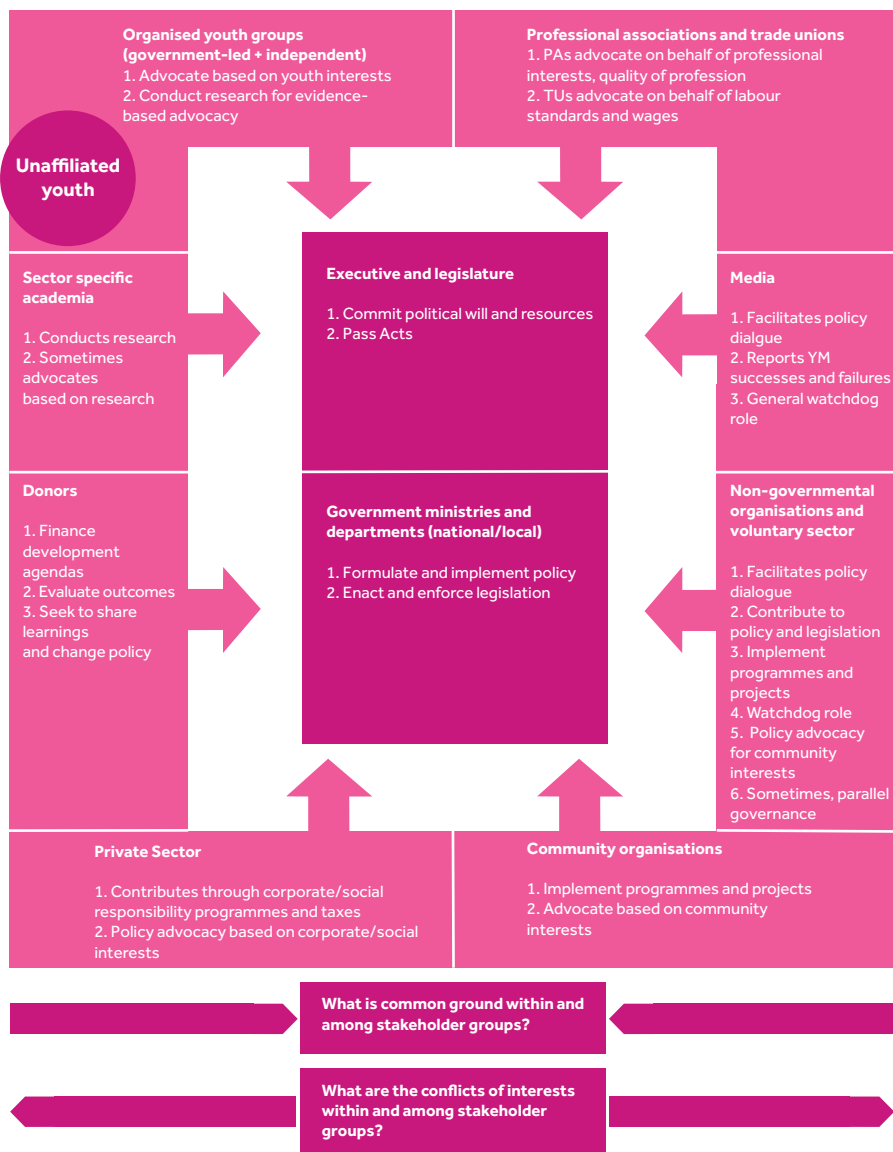 Organised youth groups
(government-led + independent)
1. Advocate based on youth interests
2. Conduct research for evidence-
based advocacy
Professional associations and trade unions
1. PAs advocate on behalf of professional
interests, quality of profession
2. TUs advocate on behalf of labour
standards and wages
Unaffiliated
youth
Sector specific
academia
1. Conducts research
2. Sometimes
advocates
based on research
Executive and legislature
1. Commit political will and resources
2. Pass Acts
Media
1. Facilitates policy
dialgue
2. Reports YM
successes and failures
3. General watchdog
role
Donors
1. Finance
development
agendas
2. Evaluate outcomes
3. Seek to share
learnings
and change policy
Government ministries and
departments (national/local)
1. Formulate and implement policy
2. Enact and enforce legislation
Non-governmental
organisations and
voluntary sector
1. Facilitates policy
dialogue
2. Contribute to
policy and legislation
3. Implement
programmes and
projects
4. Watchdog role
5. Policy advocacy
for community
interests
6. Sometimes, parallel
governance
Private Sector
1. Contributes through corporate/social
responsibility programmes and taxes
2. Policy advocacy based on corporate/social
interests
Community organisations
1. Implement programmes and projects
2. Advocate based on community
interests
What is common ground within and
among stakeholder groups?
What are the conflicts of interests
within and among stakeholder
groups?